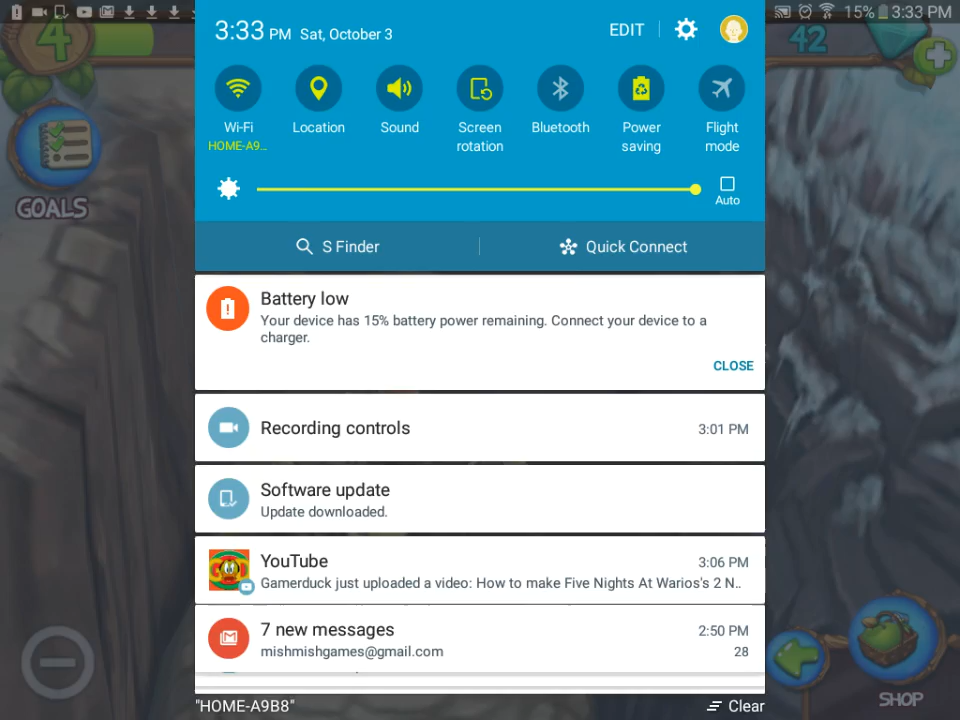 15% 3:33 PM
3:33 PM Sat, October 3
EDIT
4
42
Wi-Fi
HOME-A9...
Location
Sound
Screen
rotation
Bluetooth
Power
saving
Flight
mode
GOALS
Auto
S Finder
Quick Connect
Battery low
Your device has 15% battery power remaining. Connect your device to a
charger.
CLOSE
Recording controls
3:01 PM
Software update
Update downloaded.
YouTube
3:06 PM
Gamerduck just uploaded a video: How to make Five Nights At Warios's 2 N..
7 new messages
2:50 PM
mishmishgames@gmail.com
28
"HOME-A9B8"
Clear
SHOP